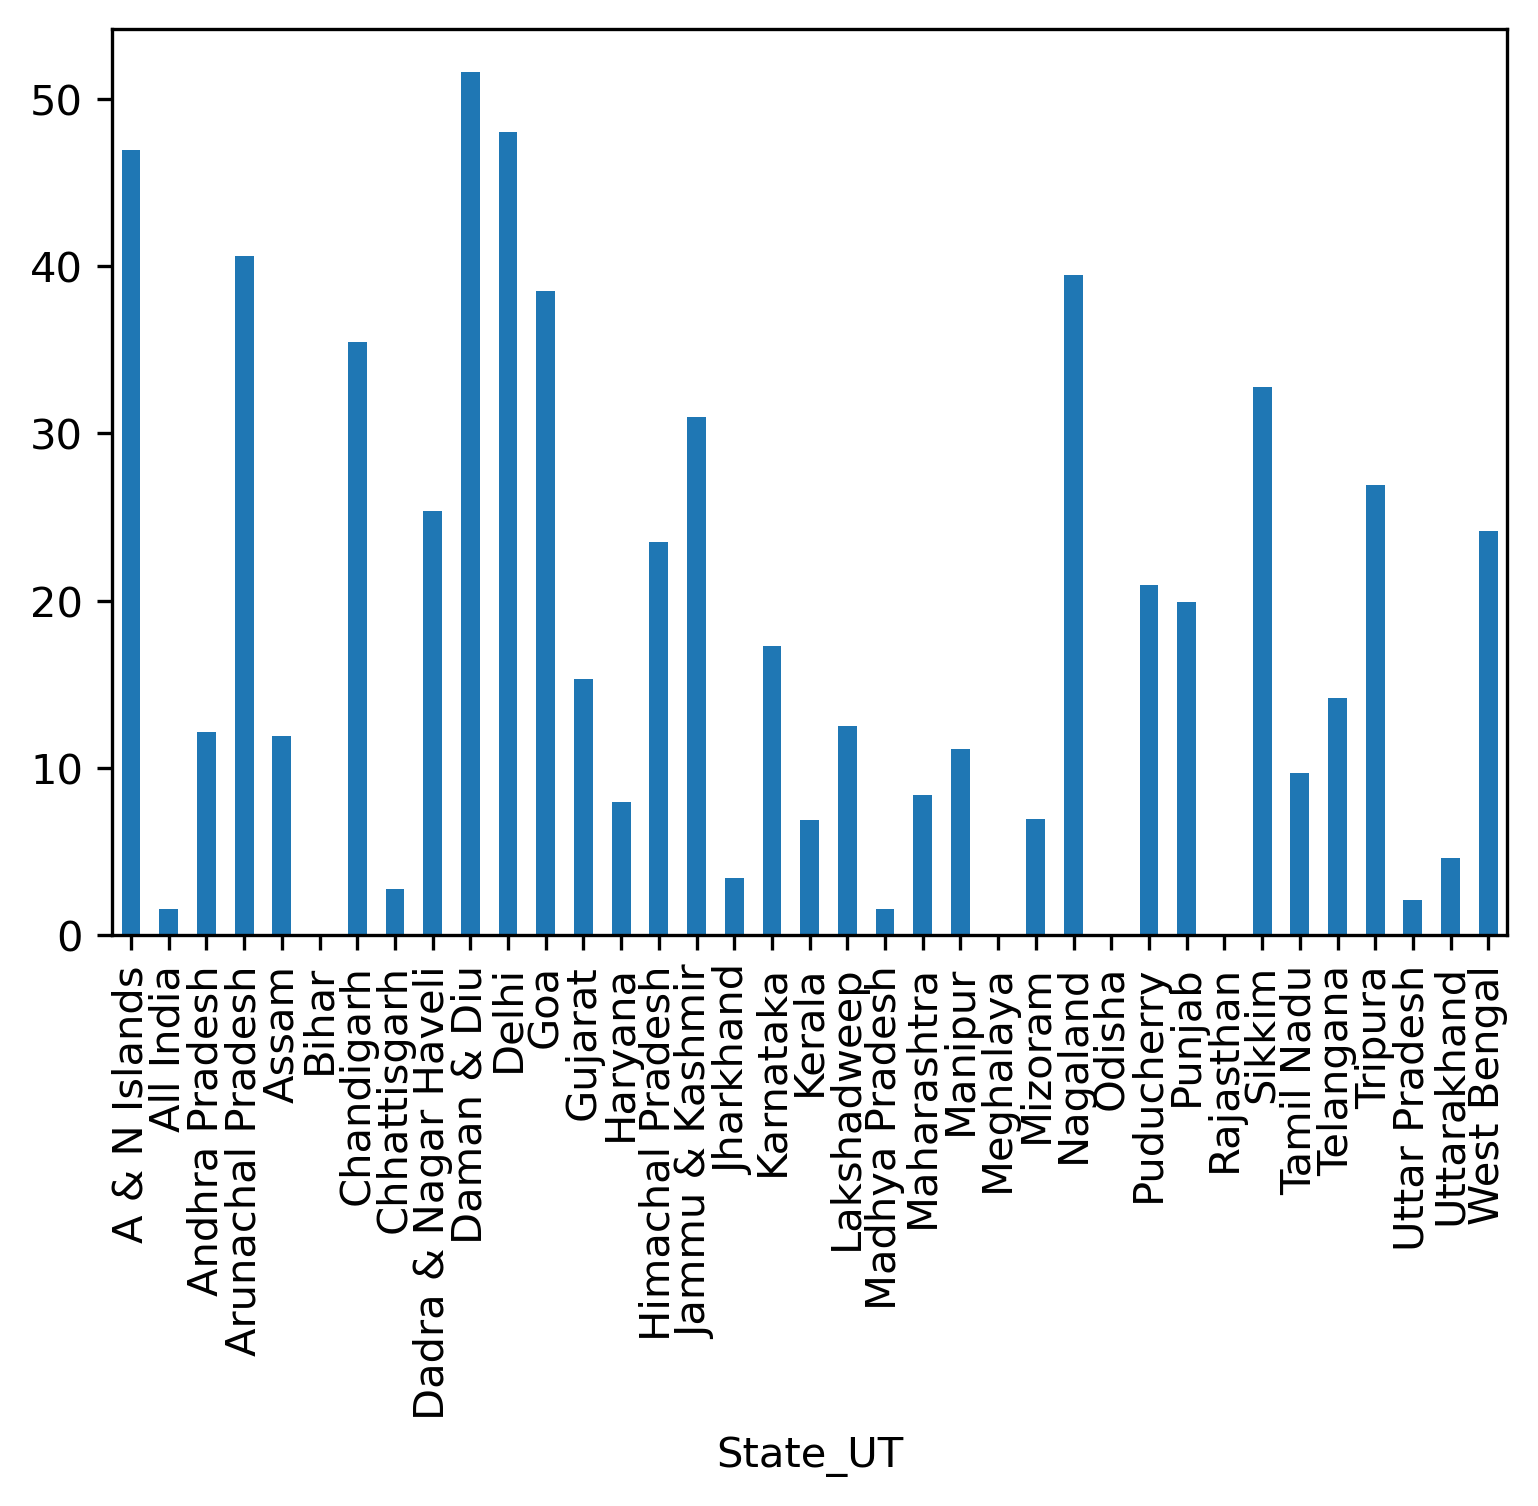 50
40
30
20
10
0
A & N Islands
All India
Andhra Pradesh
Arunachal Pradesh
Assam
Bihar
Chandigarh
Chhattisgarh
Dadra & Nagar Haveli
Daman & Diu
Delhi
Goa
Gujarat
Haryana
Himachal Pradesh
Jammu & Kashmir
Jharkhand
Karnataka
Kerala
Lakshadweep
Madhya Pradesh
Maharashtra
Manipur
Meghalaya
Mizoram
Nagaland
Odisha
Puducherry
Punjab
Rajasthan
Sikkim
Tamil Nadu
Telangana
Tripura
Uttar Pradesh
Uttarakhand
West Bengal
State_UT